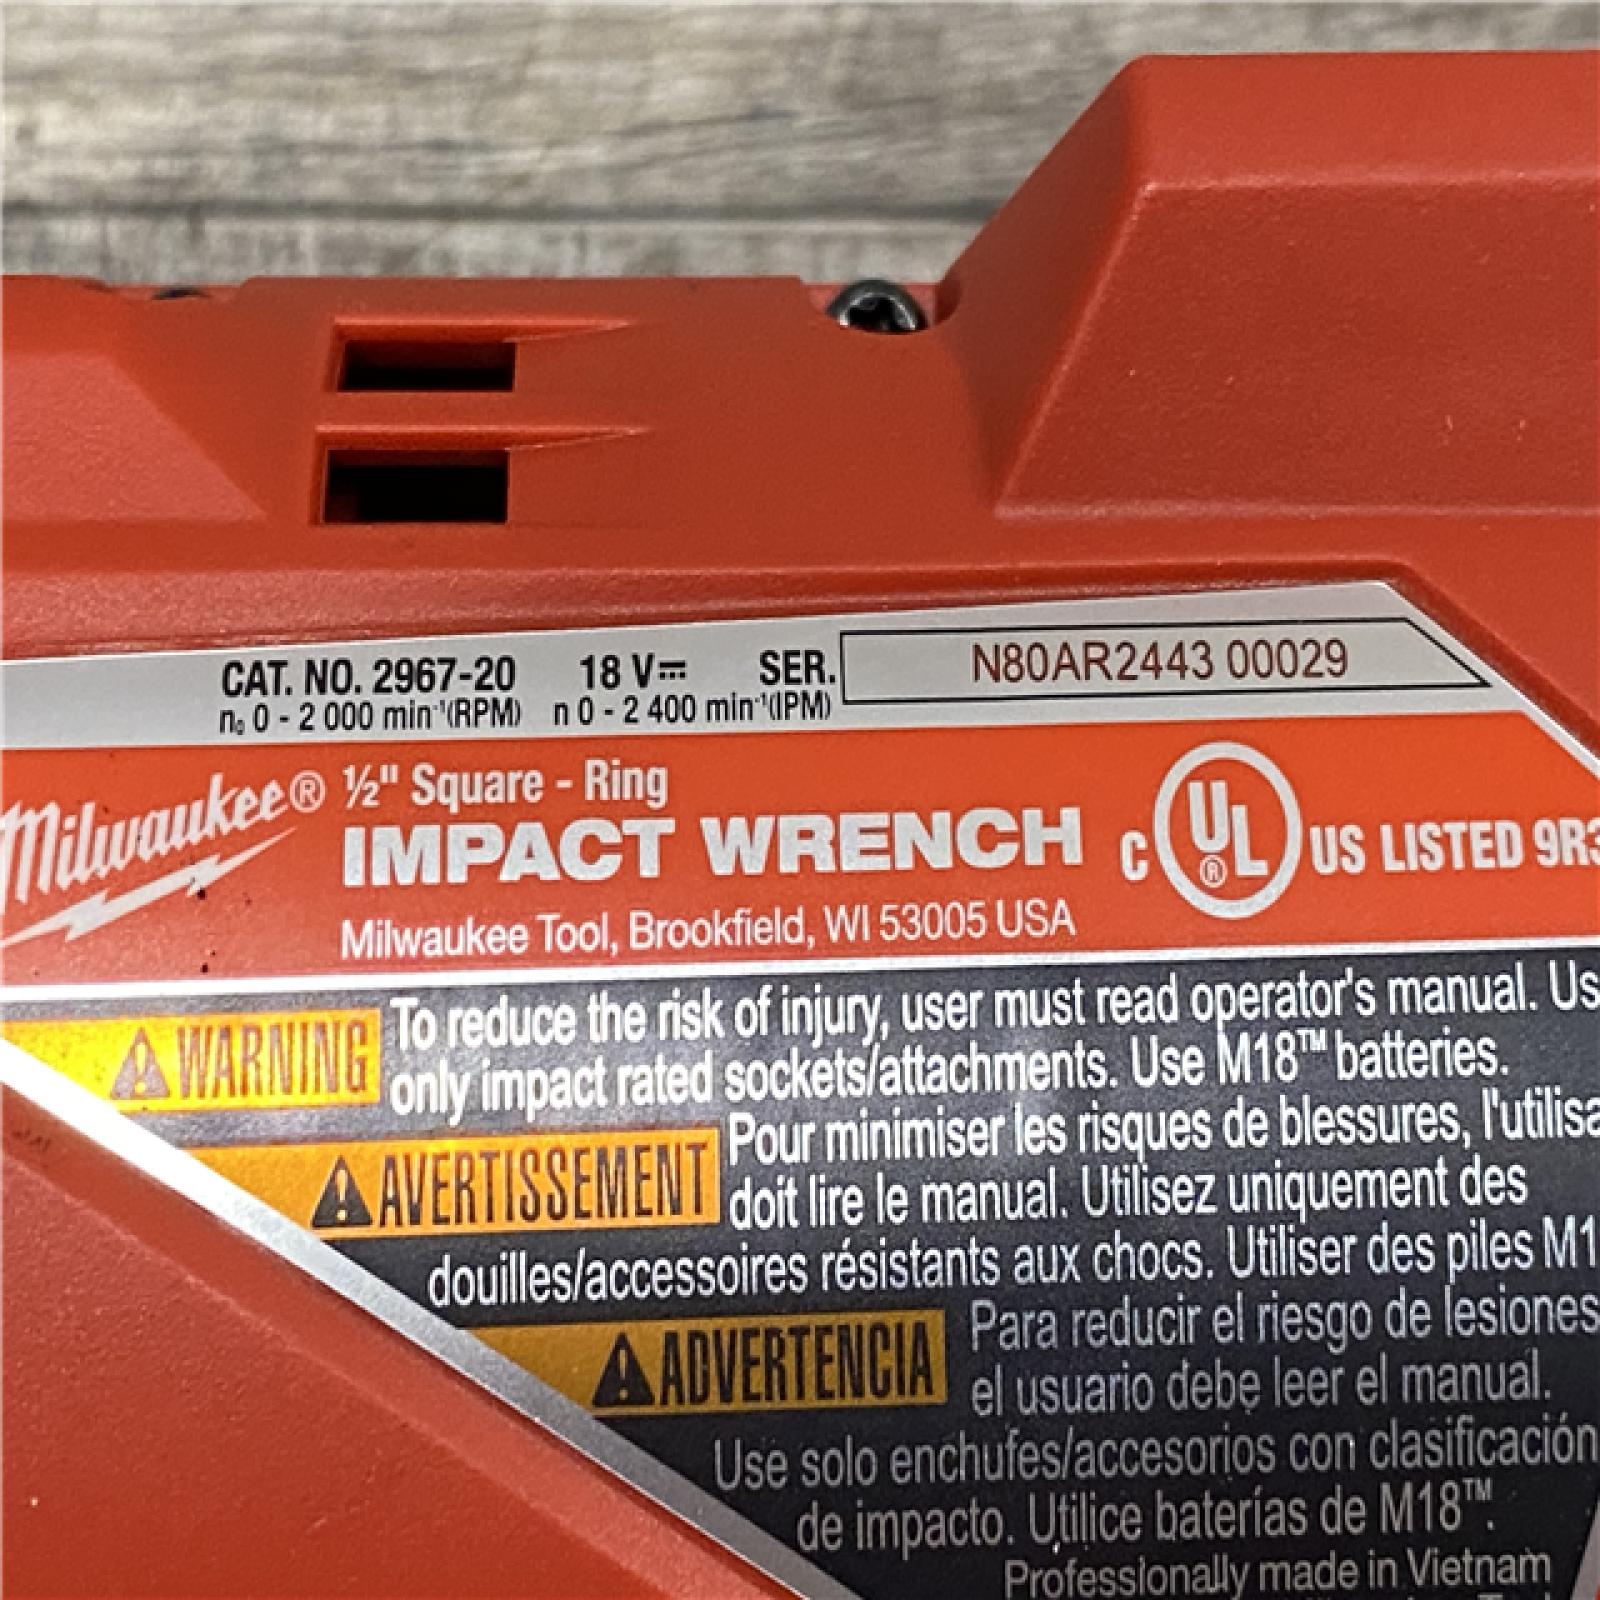 CAT. NO. 2967-20 18 V⎓ SER. N80AR2443 00029
n₀ 0 - 2 000 min⁻¹(RPM) n 0 - 2 400 min⁻¹(IPM)
Milwaukee® ½" Square - Ring
IMPACT WRENCH C UL® US LISTED 9R3
Milwaukee Tool, Brookfield, WI 53005 USA
⚠WARNING To reduce the risk of injury, user must read operator's manual. Us
only impact rated sockets/attachments. Use M18™ batteries.
⚠AVERTISSEMENT Pour minimiser les risques de blessures, l'utilisa
doit lire le manual. Utilisez uniquement des
douilles/accessoires résistants aux chocs. Utiliser des piles M1
⚠ADVERTENCIA Para reducir el riesgo de lesiones
el usuario debe leer el manual.
Use solo enchufes/accesorios con clasificación
de impacto. Utilice baterías de M18™.
Professionally made in Vietnam